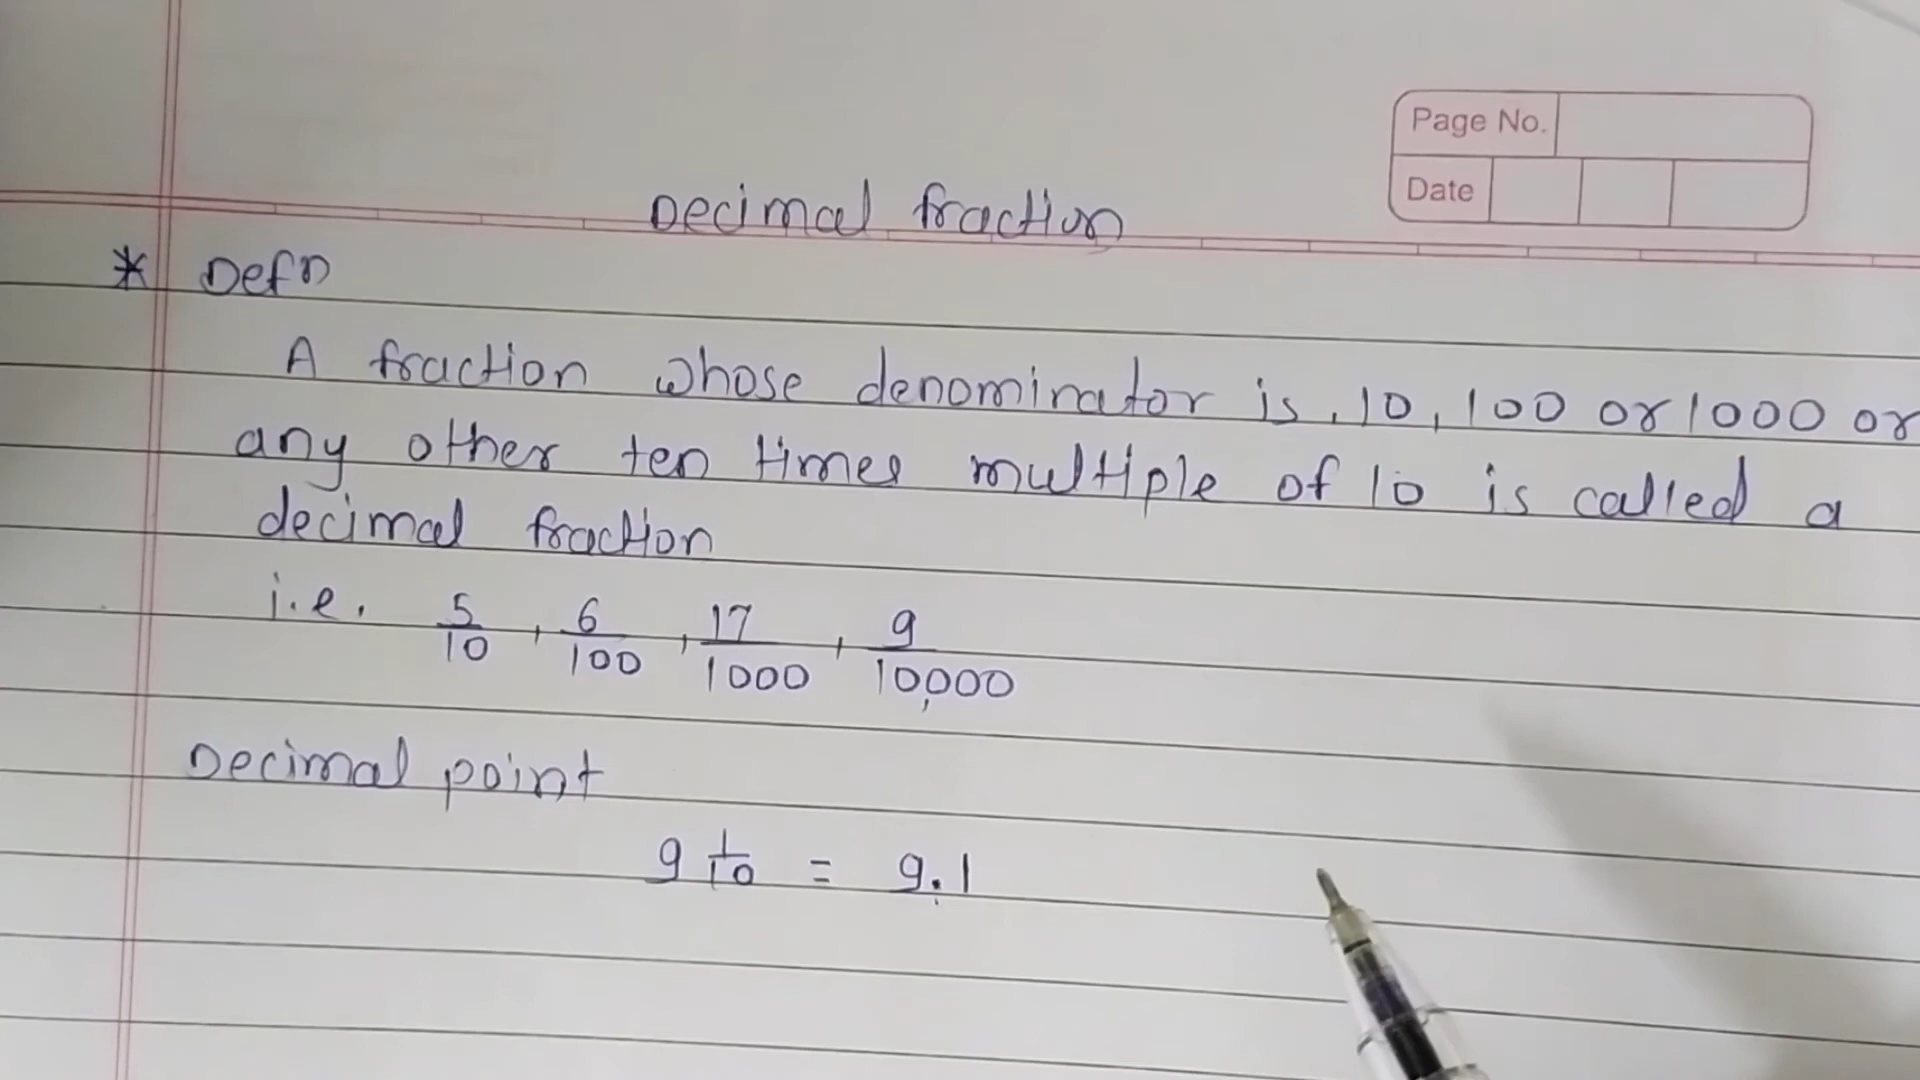 Page No.
Date
Decimal fraction
* Defn
A fraction whose denominator is, 10, 100 or 1000 or
any other ten times multiple of 10 is called a
decimal fraction
i.e. 5/10, 6/100, 17/1000, 9/10,000
Decimal point
9 1/10 = 9.1